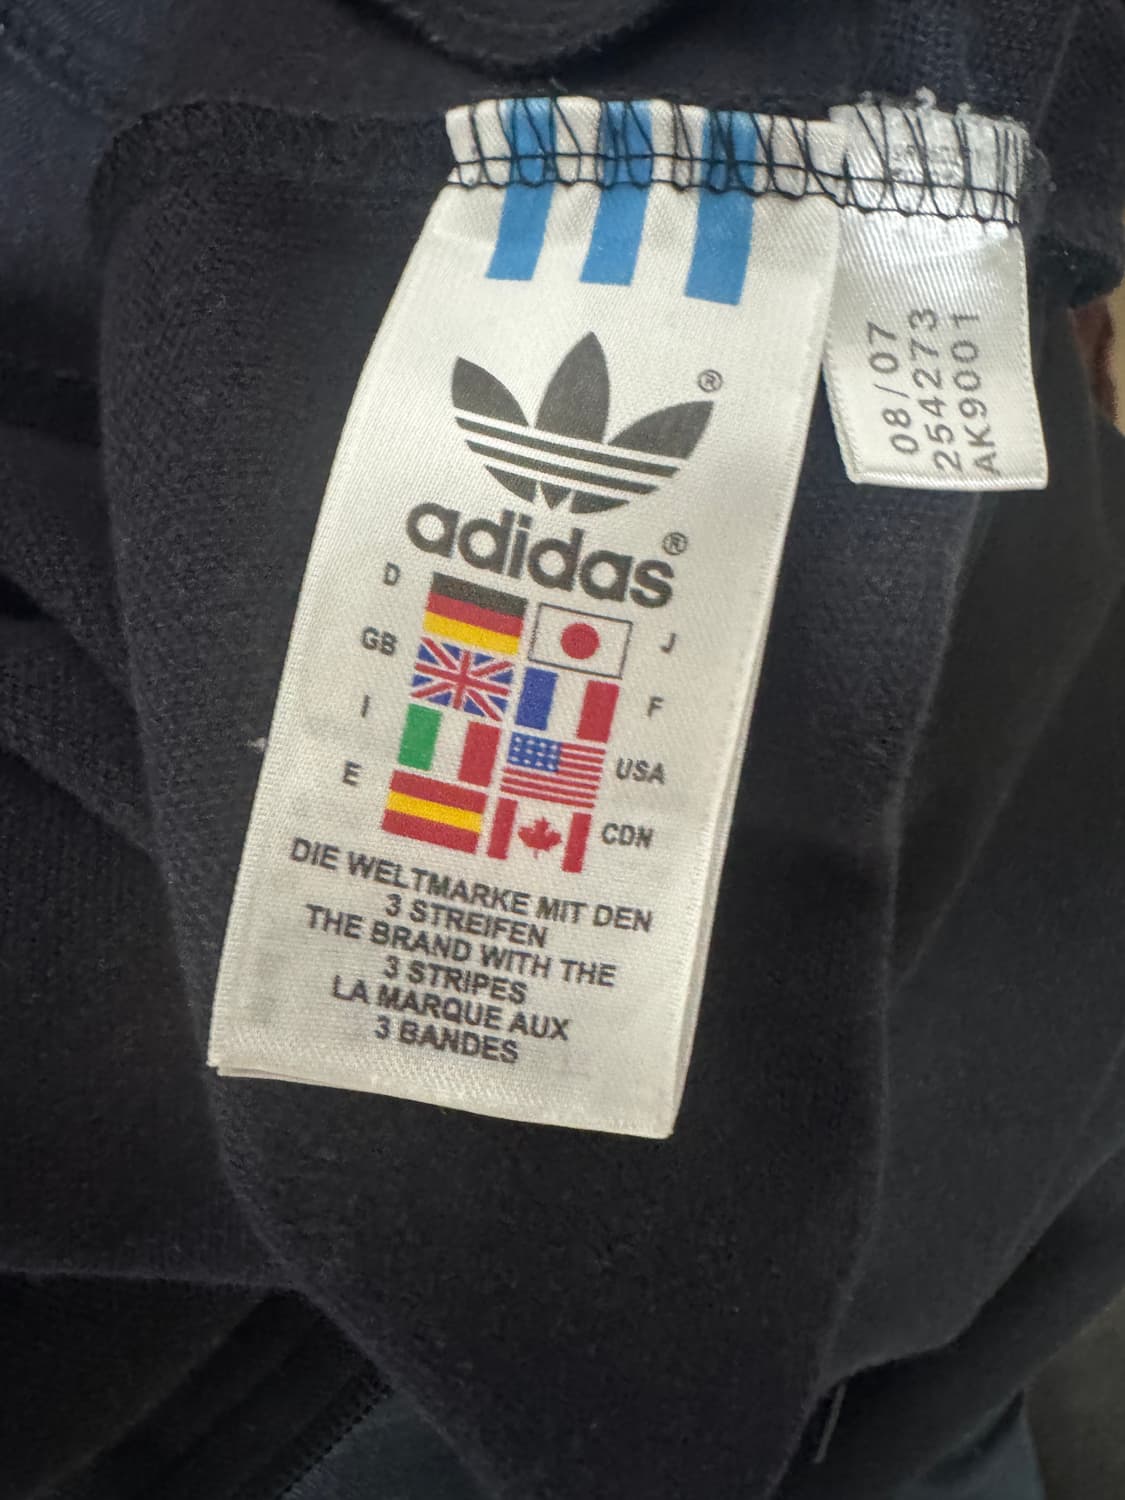 ®
adidas®
D
J
GB
F
I
USA
E
CDN
DIE WELTMARKE MIT DEN
3 STREIFEN
THE BRAND WITH THE
3 STRIPES
LA MARQUE AUX
3 BANDES
08/07
254273
AK9001